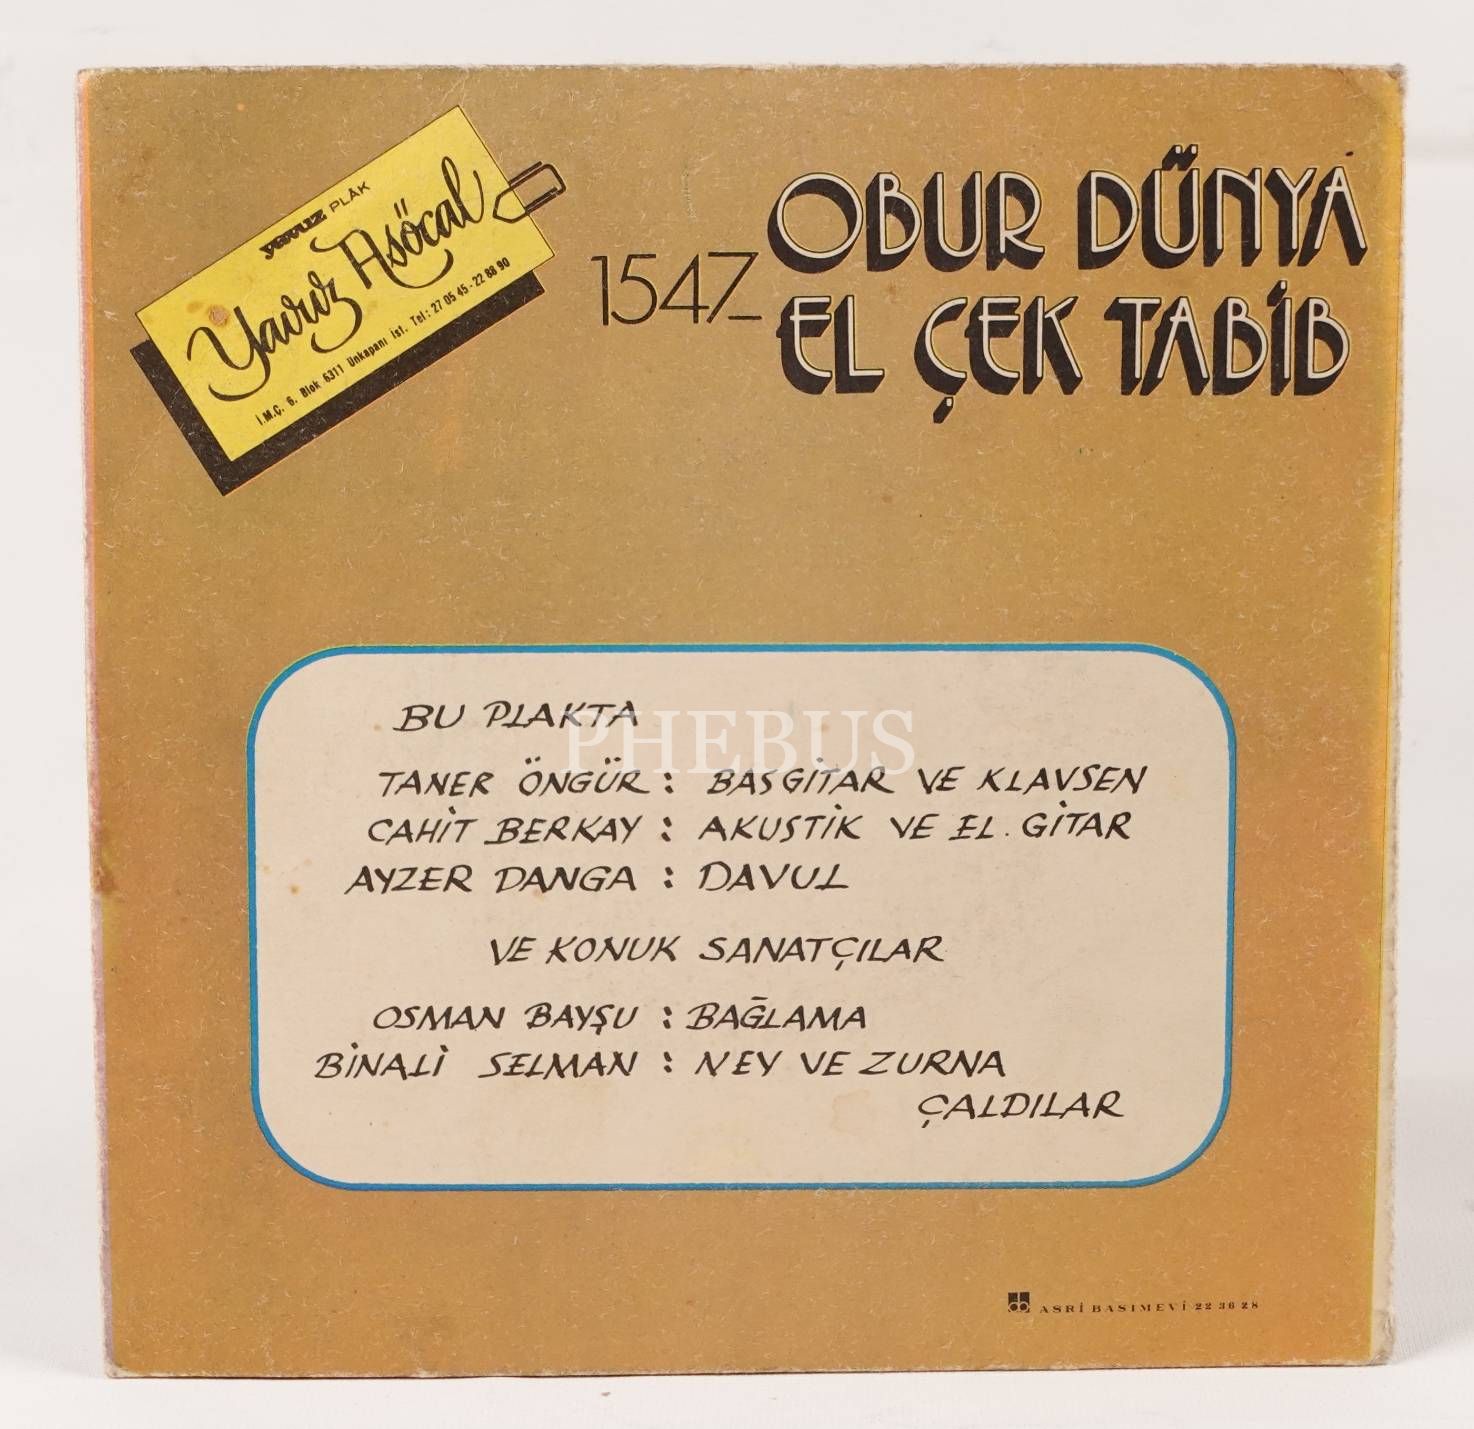 yavuz PLÂK
Yavuz Asöcal
İ.M.Ç. 6. Blok 6311 Unkapanı İst. Tel: 27 05 45 - 22 88 90
1547_
OBUR DÜNYA
EL ÇEK TABİB
PHEBUS
BU PLAKTA
TANER ÖNGÜR : BASGİTAR VE KLAVSEN
CAHİT BERKAY : AKUSTİK VE EL. GİTAR
AYZER DANGA : DAVUL
VE KONUK SANATÇILAR
OSMAN BAYŞU : BAĞLAMA
BİNALİ SELMAN : NEY VE ZURNA
ÇALDILAR
ASRİ BASIMEVİ 22 36 28